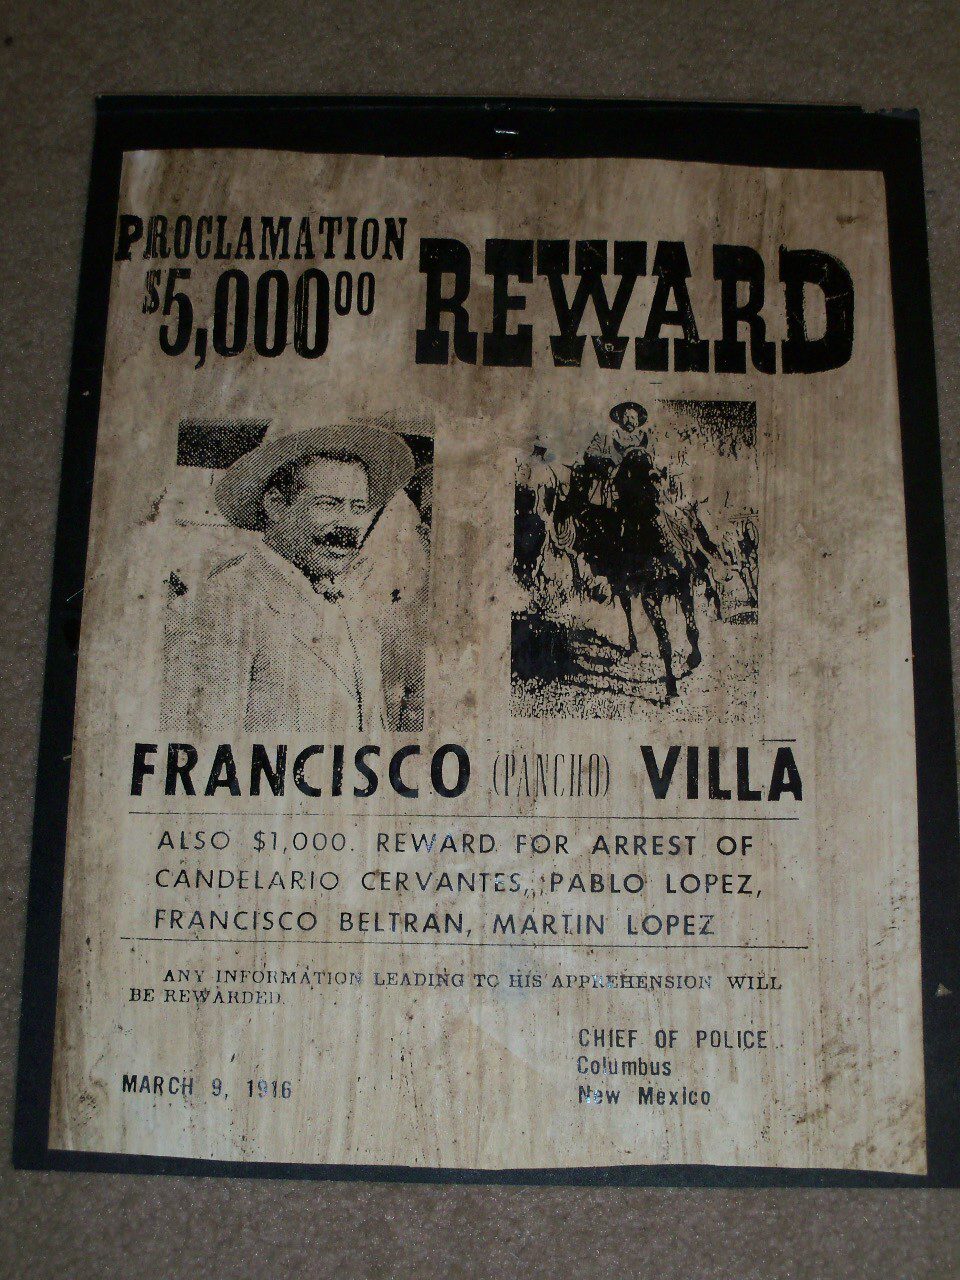 PROCLAMATION
$5,000⁰⁰ REWARD
FRANCISCO (PANCHO) VILLA
ALSO $1,000. REWARD FOR ARREST OF
CANDELARIO CERVANTES, PABLO LOPEZ,
FRANCISCO BELTRAN, MARTIN LOPEZ
ANY INFORMATION LEADING TO HIS APPREHENSION WILL
BE REWARDED.
CHIEF OF POLICE
Columbus
New Mexico
MARCH 9, 1916